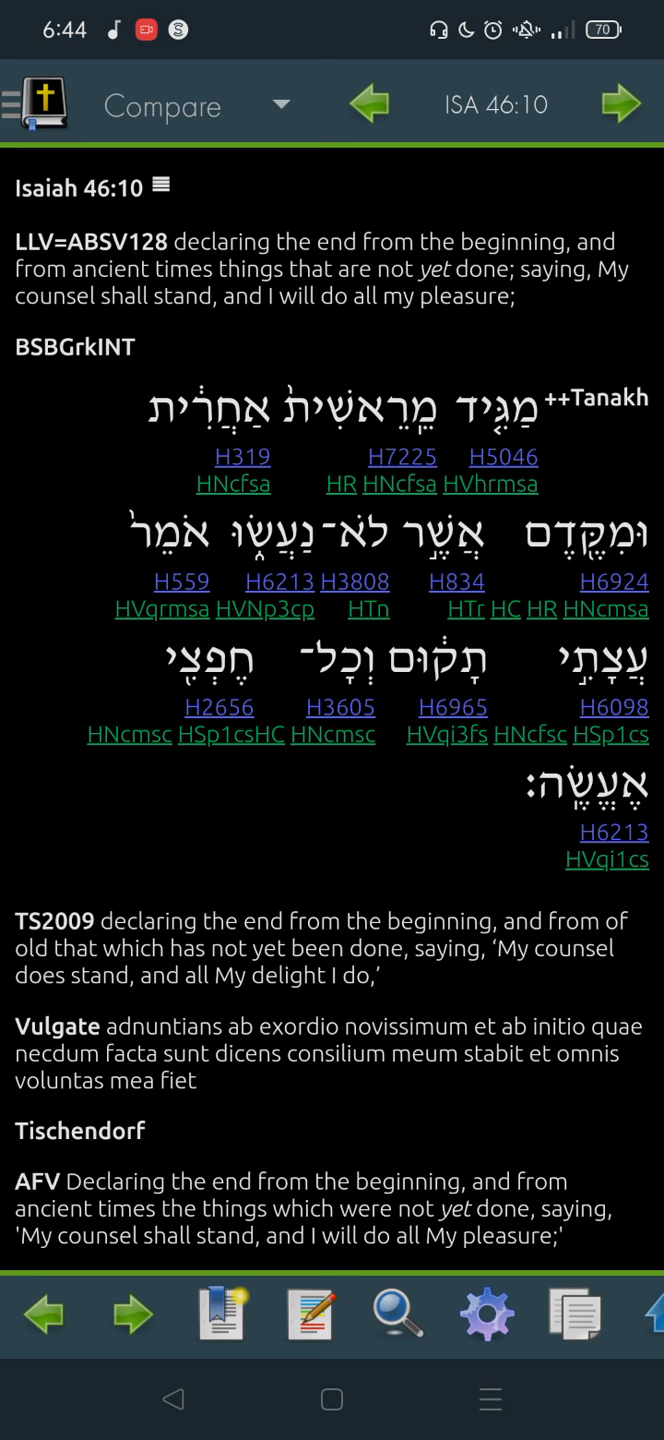 6:44
70
Compare
ISA 46:10
Isaiah 46:10
LLV=ABSV128 declaring the end from the beginning, and
from ancient times things that are not yet done; saying, My
counsel shall stand, and I will do all my pleasure;
BSBGrkINT
++Tanakh מַגִּ֤יד מֵֽרֵאשִׁית֙ אַחֲרִ֔ית
H319 H7225 H5046
HNcfsa HR HNcfsa HVhrmsa
וּמִקֶּ֖דֶם אֲשֶׁ֣ר לֹא־ נַעֲשׂ֑וּ אֹמֵר֙
H559 H6213 H3808 H834 H6924
HVqrmsa HVNp3cp HTn HTr HC HR HNcmsa
עֲצָתִ֣י תָק֔וּם וְכָל־ חֶפְצִ֖י
H2656 H3605 H6965 H6098
HNcmsc HSp1csHC HNcmsc HVqi3fs HNcfsc HSp1cs
אֶעֱשֶֽׂה׃
H6213
HVqi1cs
TS2009 declaring the end from the beginning, and from of
old that which has not yet been done, saying, ‘My counsel
does stand, and all My delight I do,’
Vulgate adnuntians ab exordio novissimum et ab initio quae
necdum facta sunt dicens consilium meum stabit et omnis
voluntas mea fiet
Tischendorf
AFV Declaring the end from the beginning, and from
ancient times the things which were not yet done, saying,
'My counsel shall stand, and I will do all My pleasure;'